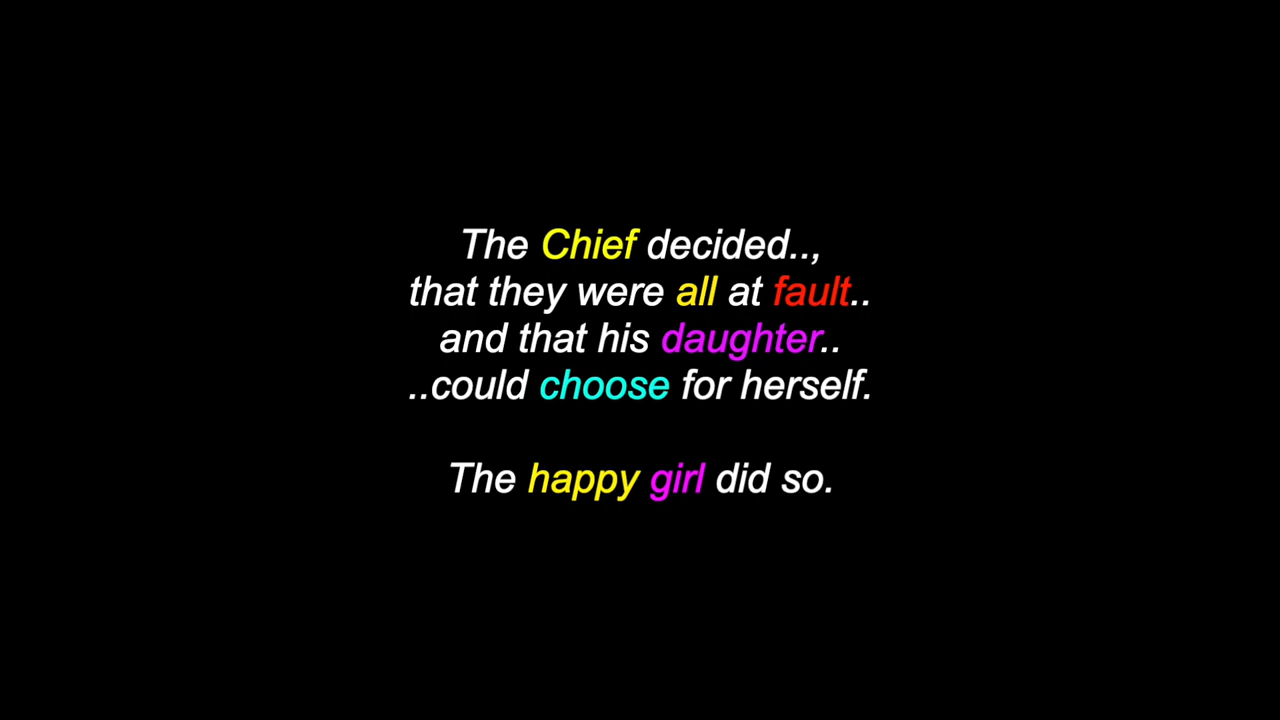 The Chief decided..,
that they were all at fault..
and that his daughter..
..could choose for herself.
The happy girl did so.